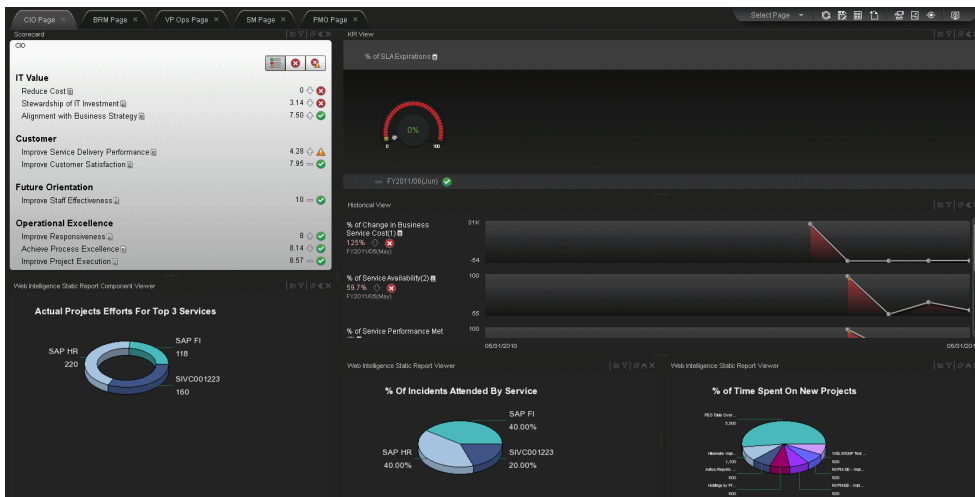 CIO Page
BRM Page
VP Ops Page
SM Page
PMO Page
Select Page
Scorecard
CIO
IT Value
Reduce Cost 0
Stewardship of IT Investment 3.14
Alignment with Business Strategy 7.50
Customer
Improve Service Delivery Performance 4.28
Improve Customer Satisfaction 7.95
Future Orientation
Improve Staff Effectiveness 10
Operational Excellence
Improve Responsiveness 8
Achieve Process Excellence 8.14
Improve Project Execution 8.57
Web Intelligence Static Report Component Viewer
Actual Projects Efforts For Top 3 Services
SAP FI
118
SAP HR
220
SIVC001223
160
KPI View
% of SLA Expirations
0%
0 100
FY2011/06(Jun)
Historical View
% of Change in Business
Service Cost(1)
125%
FY2011/05(May)
31K
-54
% of Service Availability(2)
59.7%
FY2011/05(May)
100
55
% of Service Performance Met
100
05/31/2010
Web Intelligence Static Report Viewer
% Of Incidents Attended By Service
SAP FI
40.00%
SAP HR
40.00%
SIVC001223
20.00%
Web Intelligence Static Report Viewer
% of Time Spent On New Projects
3,300
1,100
Adhoc Reports ...
500
Holdings by Pr...
500
600
600
500